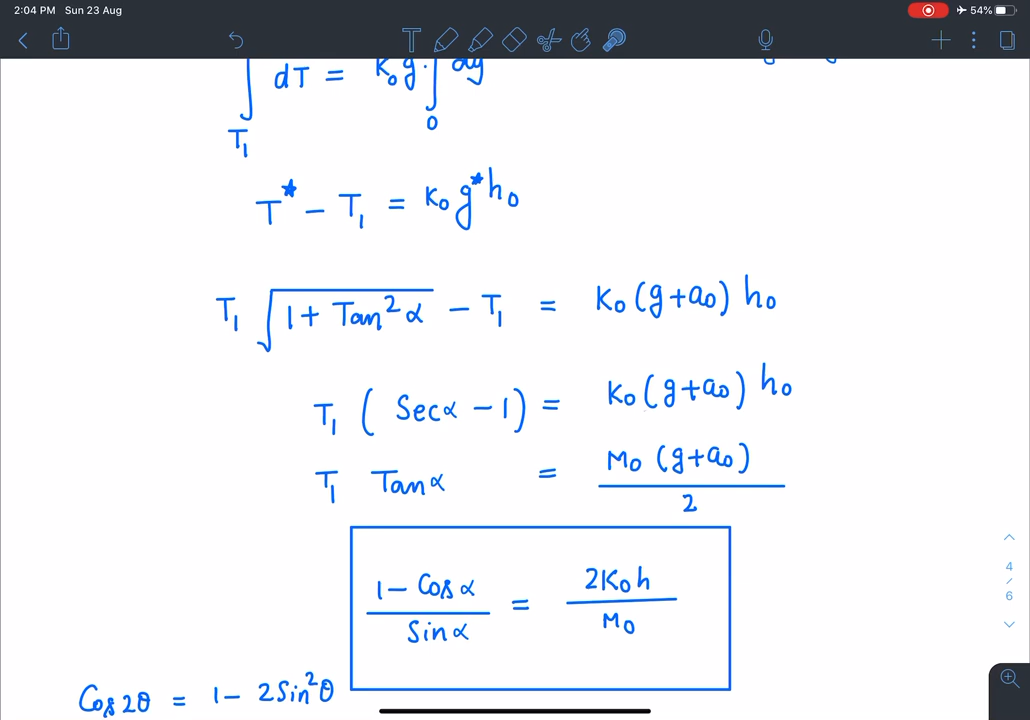 2:04 PM Sun 23 Aug 54%
∫ dT = K₀g ∫ dy
T₁ 0
T* − T₁ = K₀g*h₀
T₁ √(1 + Tan²α) − T₁ = K₀(g+a₀)h₀
T₁ (Secα − 1) = K₀(g+a₀)h₀
T₁ Tanα = M₀(g+a₀)/2
(1 − Cosα)/Sinα = 2K₀h/M₀
Cos2θ = 1 − 2Sin²θ
4
/
6